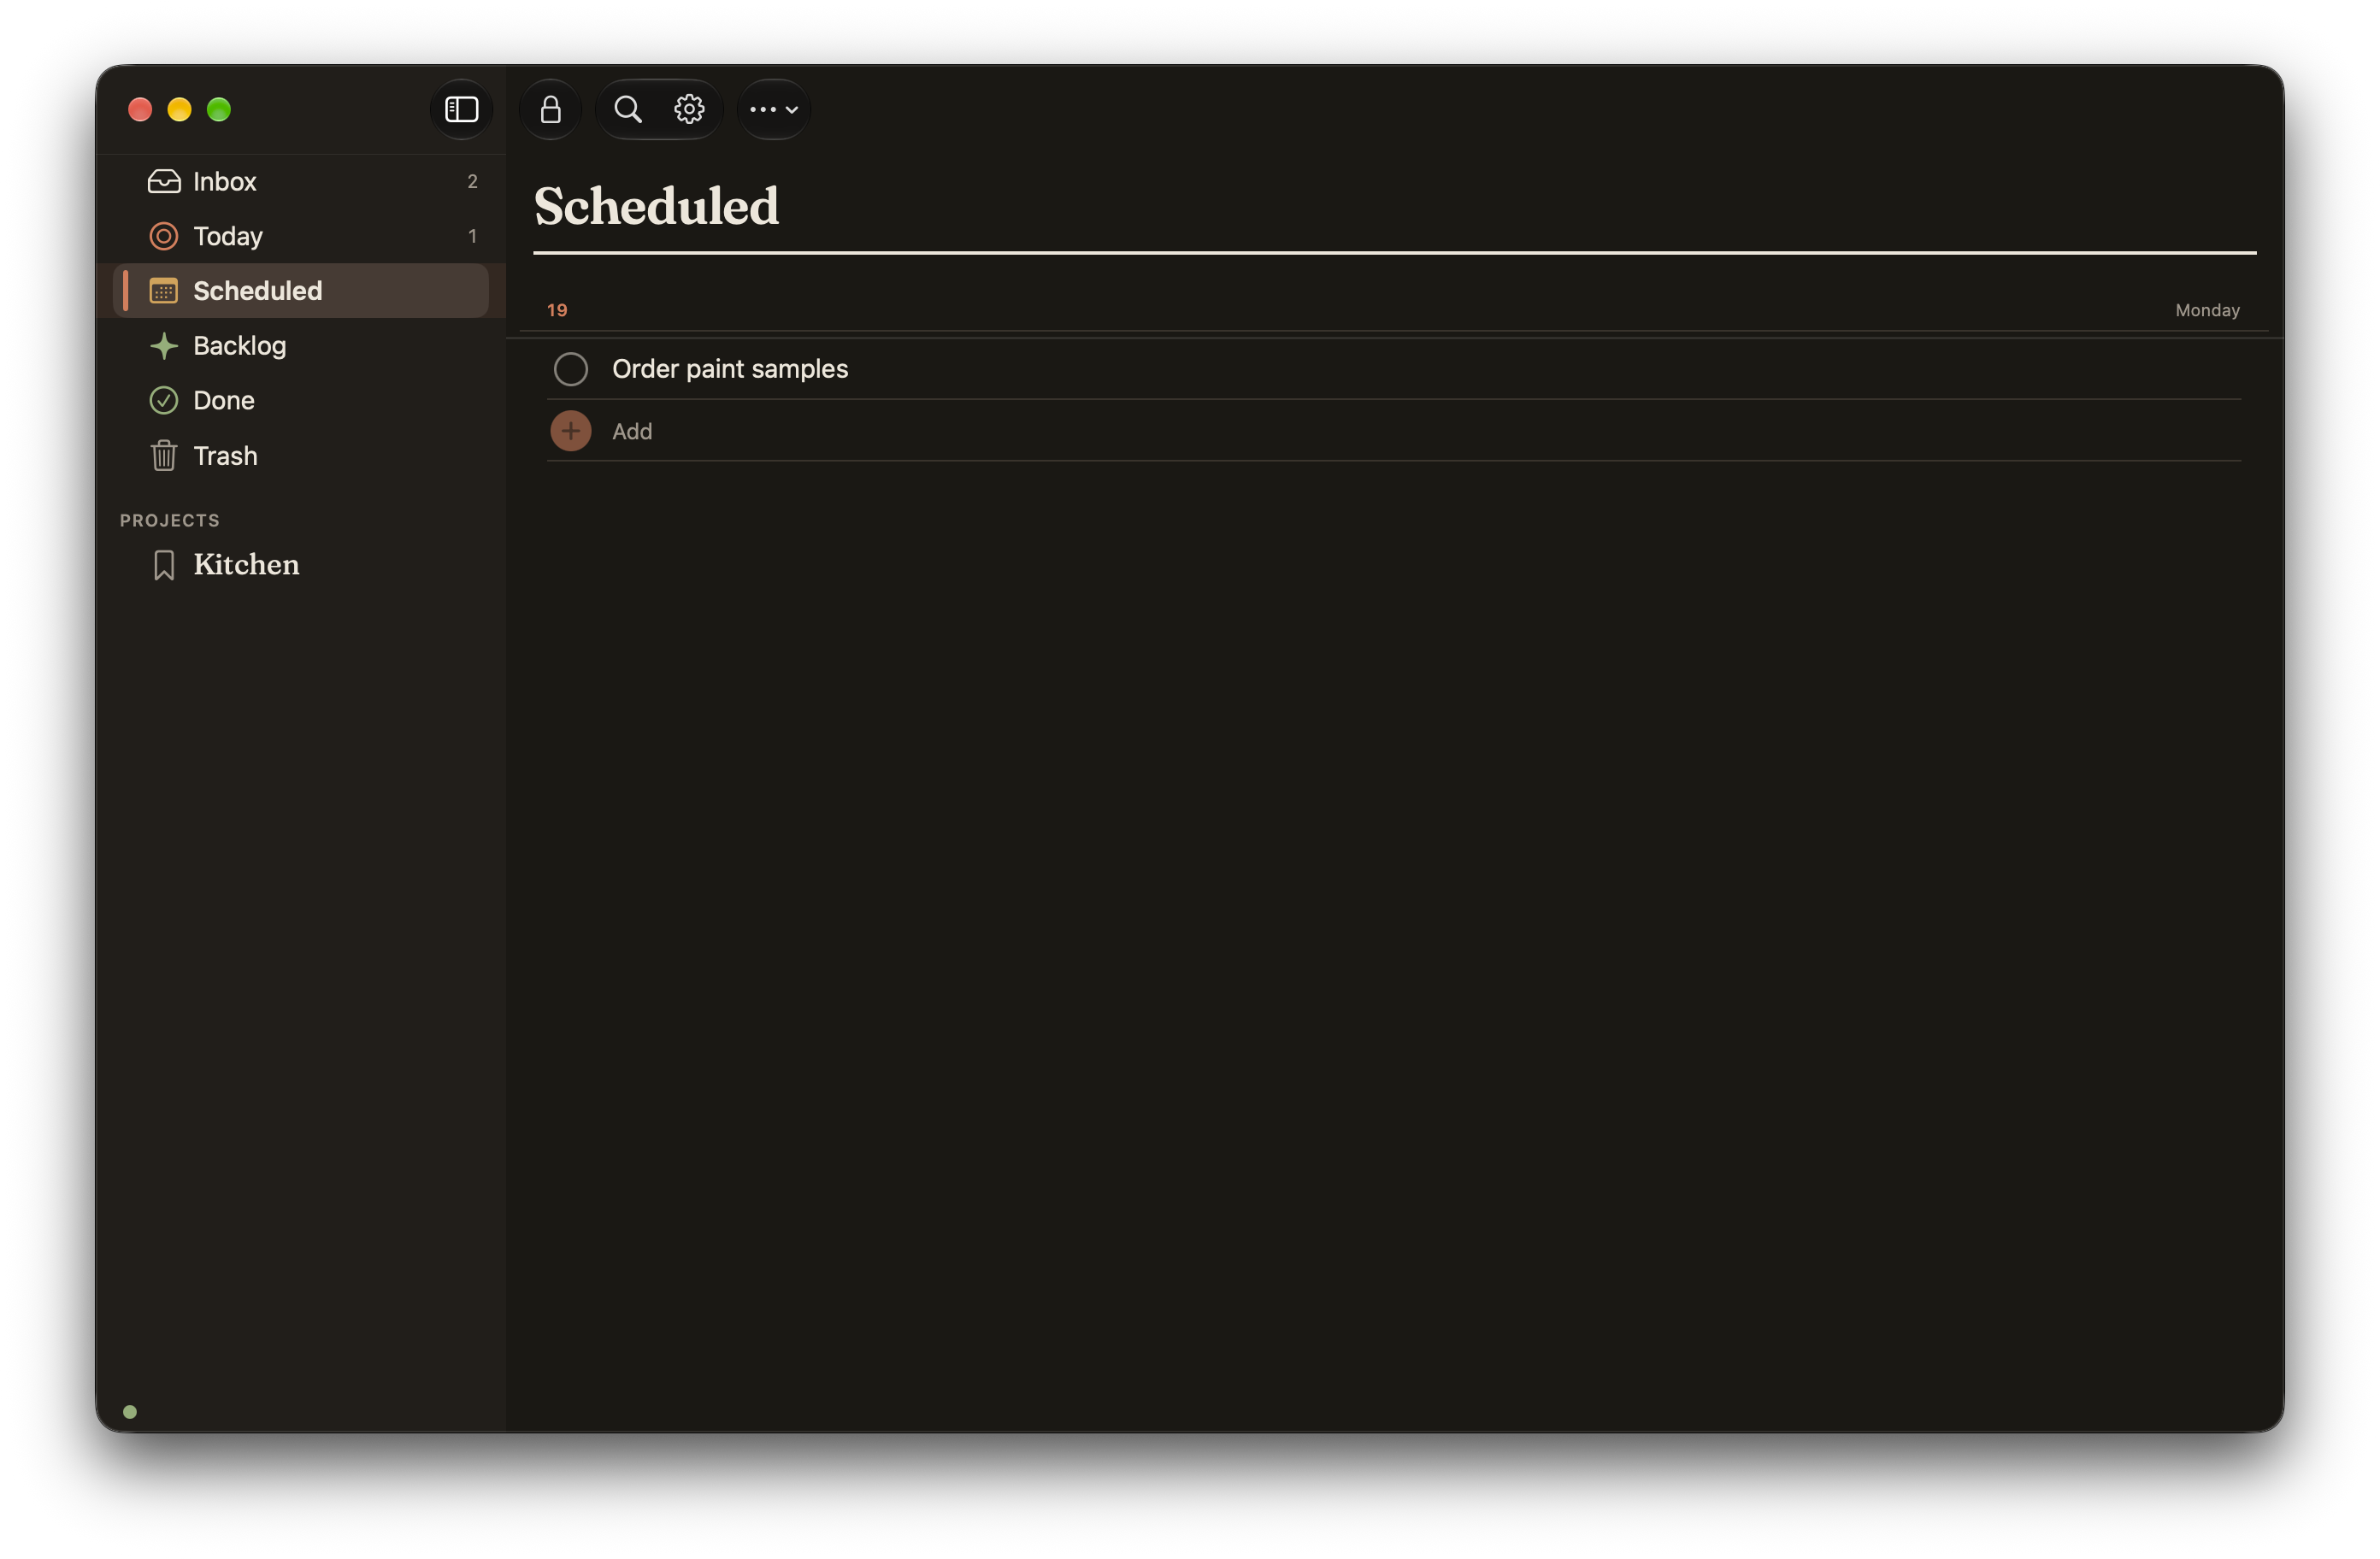 Inbox 2
Today 1
Scheduled
Backlog
Done
Trash
PROJECTS
Kitchen
Scheduled
19 Monday
Order paint samples
Add